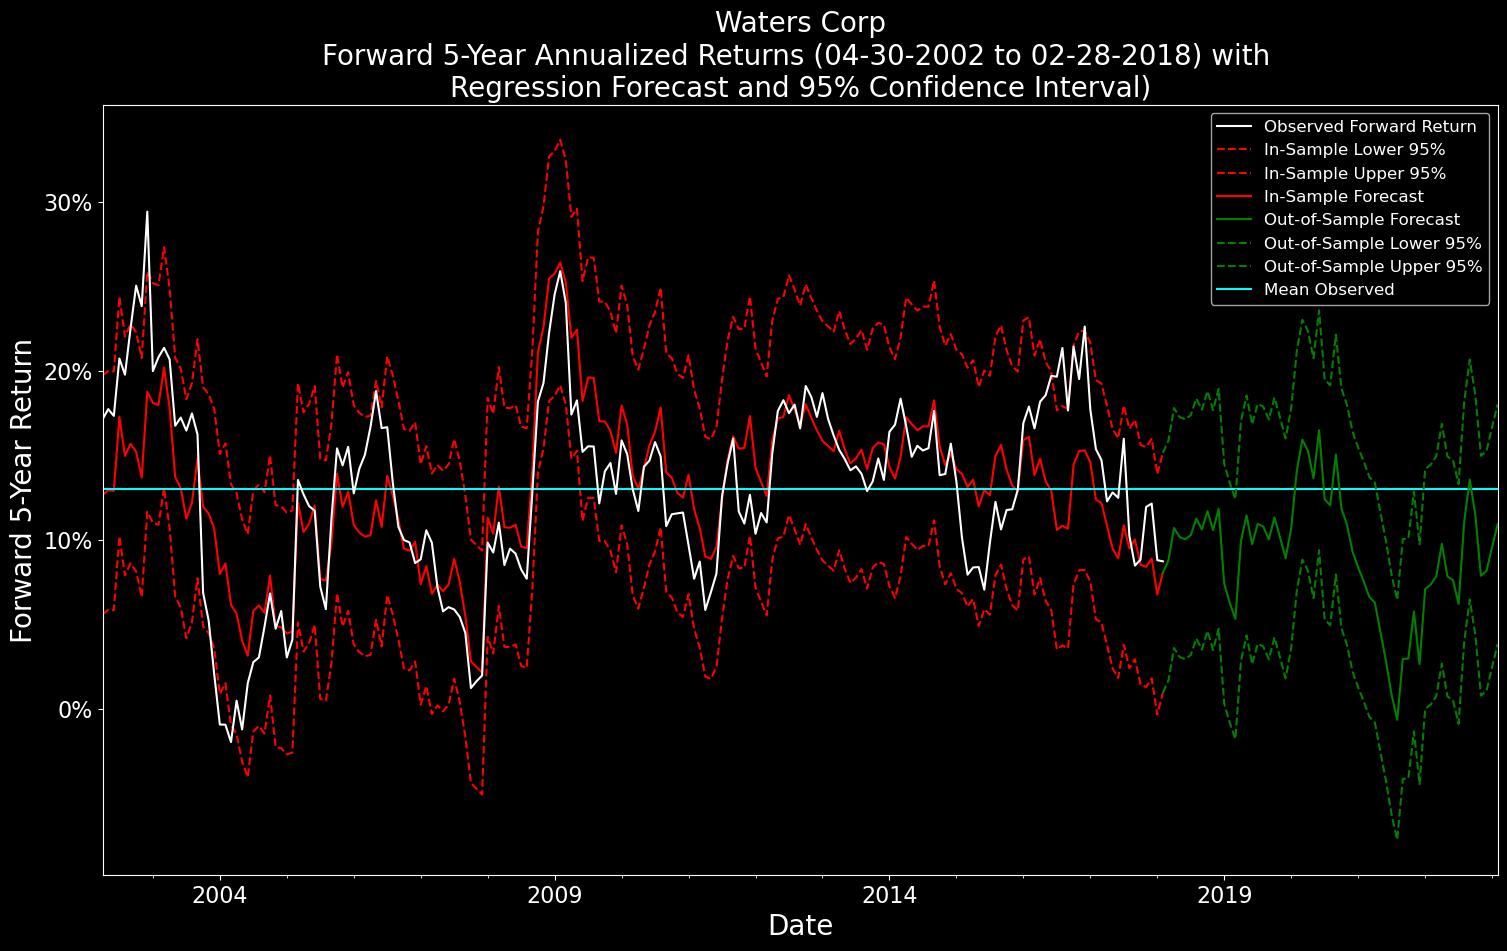 Waters Corp
Forward 5-Year Annualized Returns (04-30-2002 to 02-28-2018) with
Regression Forecast and 95% Confidence Interval)
Observed Forward Return
In-Sample Lower 95%
In-Sample Upper 95%
In-Sample Forecast
Out-of-Sample Forecast
Out-of-Sample Lower 95%
Out-of-Sample Upper 95%
Mean Observed
30%
20%
10%
0%
Forward 5-Year Return
2004
2009
2014
2019
Date